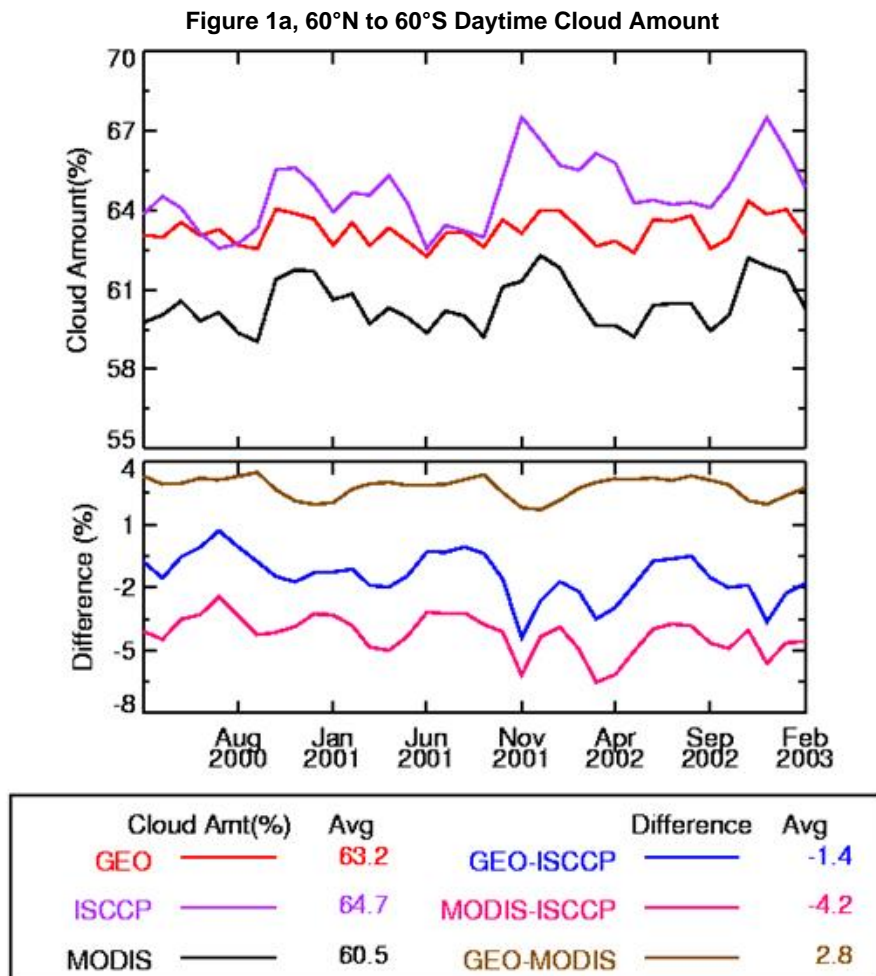 Figure 1a, 60°N to 60°S Daytime Cloud Amount
70
67
64
61
58
55
Cloud Amount(%)
4
1
-2
-5
-8
Difference (%)
Aug 2000
Jan 2001
Jun 2001
Nov 2001
Apr 2002
Sep 2002
Feb 2003
Cloud Amt(%) Avg Difference Avg
GEO 63.2 GEO-ISCCP -1.4
ISCCP 64.7 MODIS-ISCCP -4.2
MODIS 60.5 GEO-MODIS 2.8